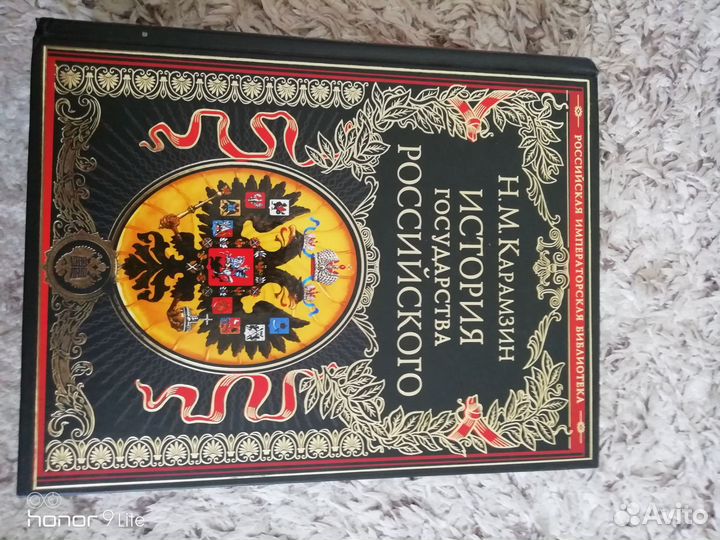 РОССИЙСКАЯ ИМПЕРАТОРСКАЯ БИБЛИОТЕКА
Н.М. КАРАМЗИН
ИСТОРИЯ
ГОСУДАРСТВА
РОССИЙСКОГО
honor 9 Lite
Avito